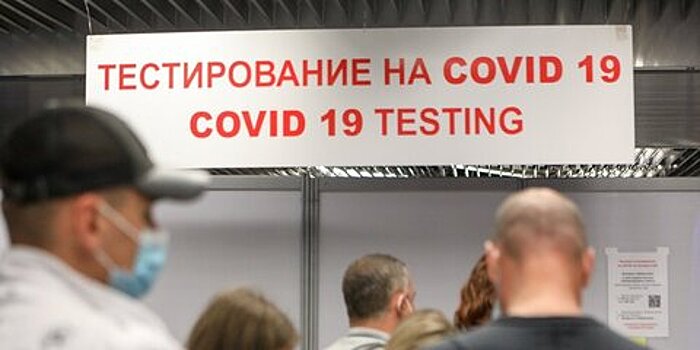 ТЕСТИРОВАНИЕ НА COVID 19
COVID 19 TESTING